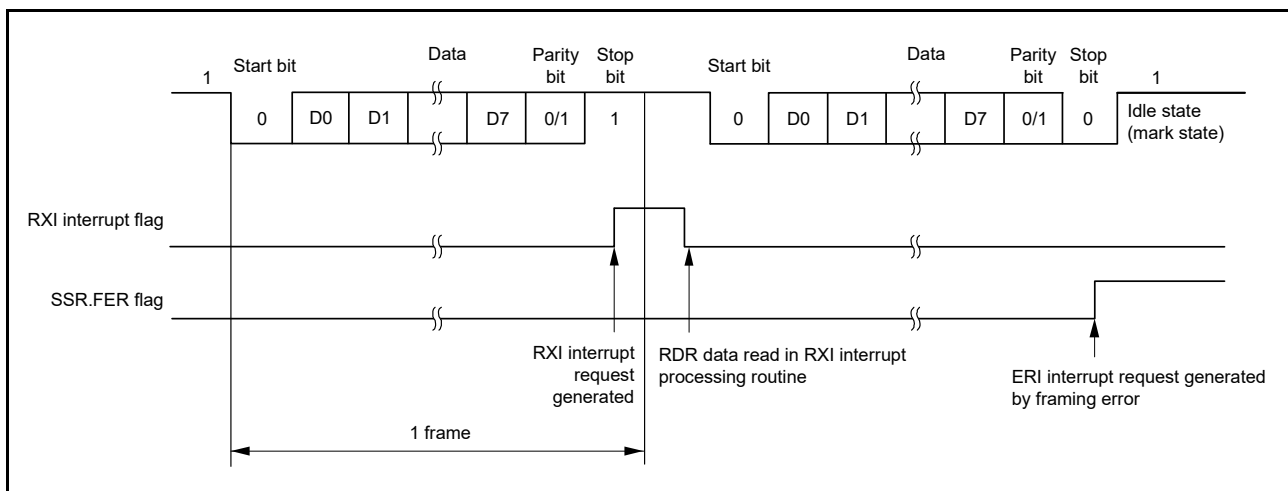 1
Start bit
Data
Parity
bit
Stop
bit
Start bit
Data
Parity
bit
Stop
bit
1
0
D0
D1
D7
0/1
1
0
D0
D1
D7
0/1
0
Idle state
(mark state)
RXI interrupt flag
SSR.FER flag
RXI interrupt
request
generated
RDR data read in RXI interrupt
processing routine
ERI interrupt request generated
by framing error
1 frame